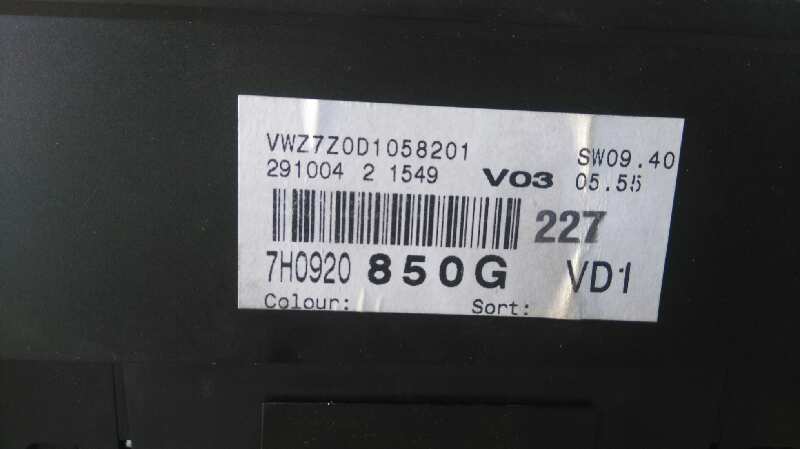 VWZ7Z0D1058201 SW09.40
291004 2 1549 V03 05.55
227
7H0920 850G VD1
Colour: Sort: